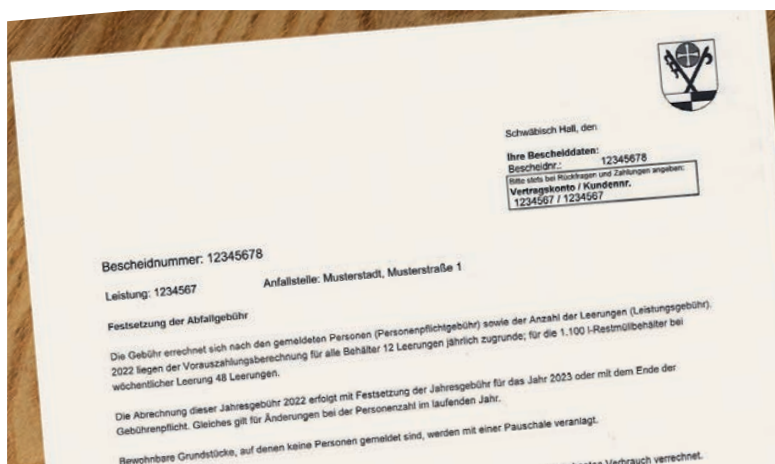 Schwäbisch Hall, den
Ihre Bescheiddaten:
Bescheidnr.: 12345678
Bitte stets bei Rückfragen und Zahlungen angeben:
Vertragskonto / Kundennr.
1234567 / 1234567
Bescheidnummer: 12345678
Leistung: 1234567 Anfallstelle: Musterstadt, Musterstraße 1
Festsetzung der Abfallgebühr
Die Gebühr errechnet sich nach den gemeldeten Personen (Personenpflichtgebühr) sowie der Anzahl der Leerungen (Leistungsgebühr).
2022 liegen der Vorauszahlungsberechnung für alle Behälter 12 Leerungen jährlich zugrunde; für die 1.100 l-Restmüllbehälter bei
wöchentlicher Leerung 48 Leerungen.
Die Abrechnung dieser Jahresgebühr 2022 erfolgt mit Festsetzung der Jahresgebühr für das Jahr 2023 oder mit dem Ende der
Gebührenpflicht. Gleiches gilt für Änderungen bei der Personenzahl im laufenden Jahr.
Bewohnbare Grundstücke, auf denen keine Personen gemeldet sind, werden mit einer Pauschale veranlagt.
Verbrauch verrechnet.